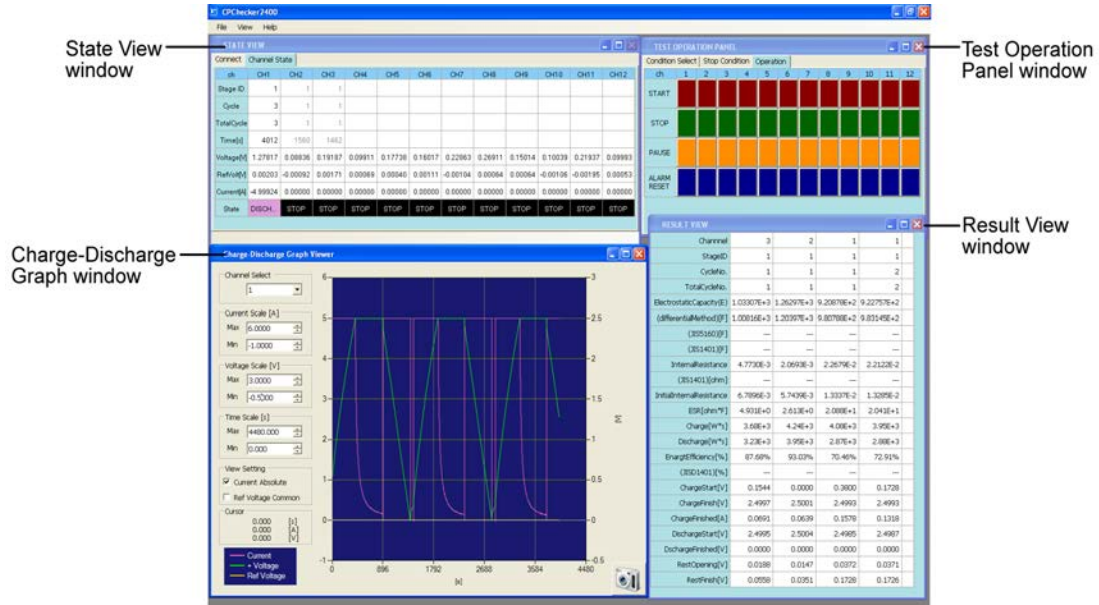 CPChecker2400
File View Help
State View
window
STATE VIEW
Connect Channel State
ch CH1 CH2 CH3 CH4 CH5 CH6 CH7 CH8 CH9 CH10 CH11 CH12
Stage ID 1 1 1
Cycle 3 1 1
TotalCycle 3 1 1
Time[s] 4012 1560 1462
Voltage[V] 1.27817 0.08836 0.19187 0.09911 0.17738 0.16017 0.22863 0.26911 0.15014 0.10039 0.21937 0.09993
RefVolt[V] 0.00203 -0.00092 0.00171 0.00069 0.00040 0.00111 -0.00104 0.00064 0.00064 -0.00106 -0.00195 0.00053
Current[A] -4.99924 0.00000 0.00000 0.00000 0.00000 0.00000 0.00000 0.00000 0.00000 0.00000 0.00000 0.00000
State DISCH.. STOP STOP STOP STOP STOP STOP STOP STOP STOP STOP STOP
TEST OPERATION PANEL
Test Operation
Panel window
Condition Select Stop Condition Operation
ch 1 2 3 4 5 6 7 8 9 10 11 12
START
STOP
PAUSE
ALARM
RESET
Charge-Discharge
Graph window
Charge-Discharge Graph Viewer
Channel Select
1
Current Scale [A]
Max 6.0000
Min -1.0000
Voltage Scale [V]
Max 3.0000
Min -0.5000
Time Scale [s]
Max 4480.000
Min 0.000
View Setting
Current Absolute
Ref Voltage Common
Cursor
0.000 [s]
0.000 [A]
0.000 [V]
Current
+ Voltage
Ref Voltage
6 3
5 2.5
4 2
3 1.5
[V]
2 1
1 0.5
0 0
-1 -0.5
0 896 1792 2688 3584 4480
[s]
Result View
window
RESULT VIEW
Channnel 3 2 1 1
StageID 1 1 1 1
CycleNo. 1 1 1 2
TotalCycleNo. 1 1 1 2
ElectrostaticCapacity(E) 1.03307E+3 1.26297E+3 9.20878E+2 9.22757E+2
(differentialMethod)[F] 1.00816E+3 1.20397E+3 9.80788E+2 9.83145E+2
(JIS5160)[F] --- --- --- ---
(JIS1401)[F] --- --- --- ---
InternalResistance 4.7730E-3 2.0693E-3 2.2679E-2 2.2122E-2
(JIS1401)[ohm] --- --- --- ---
InitialInternalResistance 6.7896E-3 5.7439E-3 1.3337E-2 1.3285E-2
ESR[ohm*F] 4.931E+0 2.613E+0 2.088E+1 2.041E+1
Charge[W*s] 3.68E+3 4.24E+3 4.08E+3 3.95E+3
Discharge[W*s] 3.23E+3 3.95E+3 2.87E+3 2.88E+3
EnargtEfficiency[%] 87.68% 93.03% 70.46% 72.91%
(JISD1401)[%] --- --- --- ---
ChargeStart[V] 0.1544 0.0000 0.3800 0.1728
ChargeFinish[V] 2.4997 2.5001 2.4993 2.4993
ChargeFinished[A] 0.0691 0.0639 0.1578 0.1318
DischargeStart[V] 2.4995 2.5004 2.4985 2.4987
DischargeFinished[V] 0.0000 0.0000 0.0000 0.0000
RestOpening[V] 0.0188 0.0147 0.0372 0.0371
RestFinish[V] 0.0558 0.0351 0.1728 0.1726